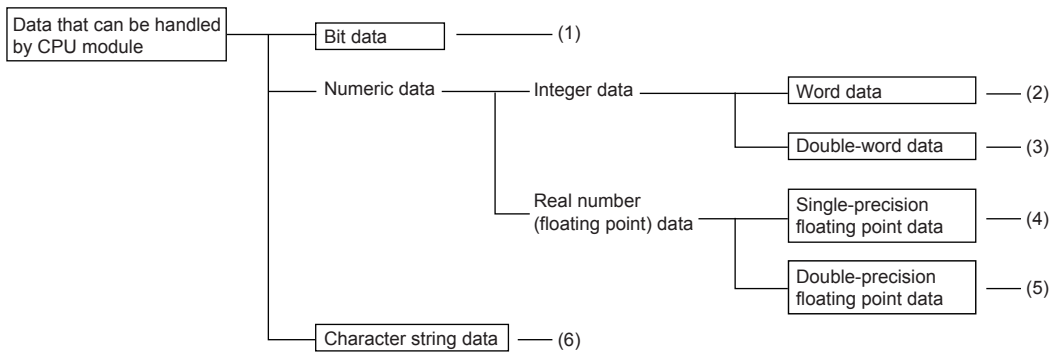 Data that can be handled
by CPU module
Bit data
(1)
Numeric data
Integer data
Word data
(2)
Double-word data
(3)
Real number
(floating point) data
Single-precision
floating point data
(4)
Double-precision
floating point data
(5)
Character string data
(6)